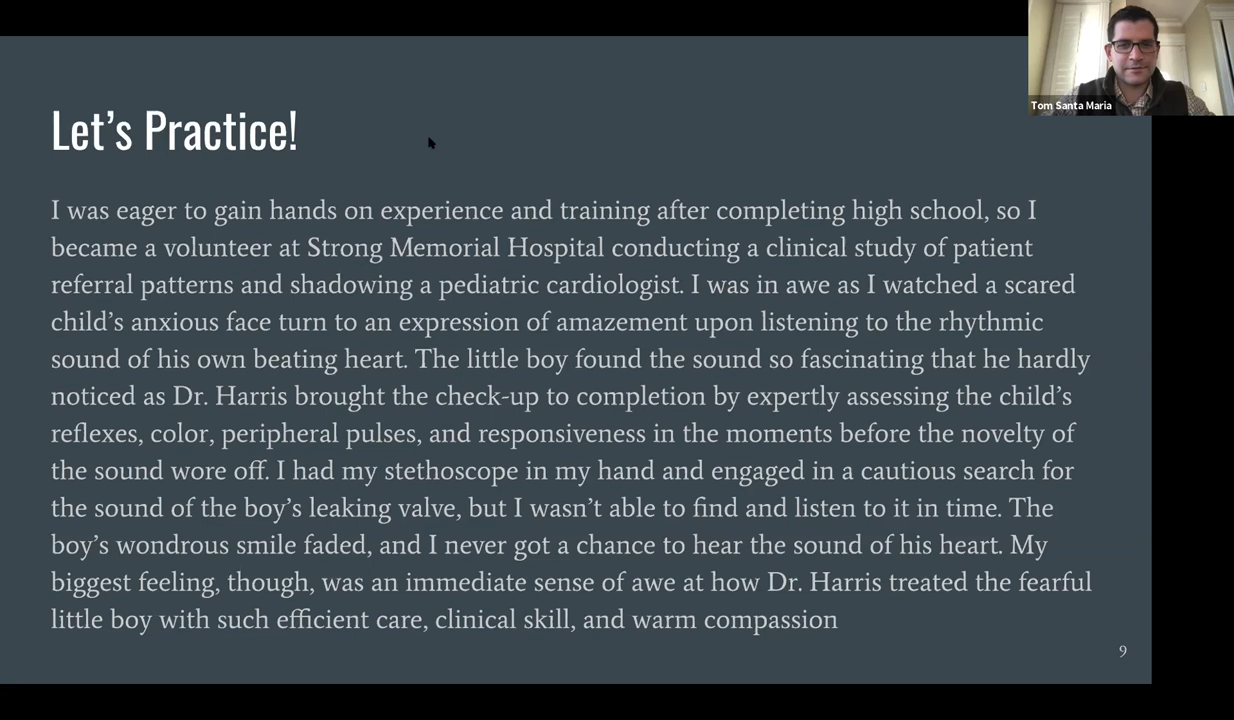 Tom Santa Maria
Let's Practice!
I was eager to gain hands on experience and training after completing high school, so I
became a volunteer at Strong Memorial Hospital conducting a clinical study of patient
referral patterns and shadowing a pediatric cardiologist. I was in awe as I watched a scared
child's anxious face turn to an expression of amazement upon listening to the rhythmic
sound of his own beating heart. The little boy found the sound so fascinating that he hardly
noticed as Dr. Harris brought the check-up to completion by expertly assessing the child's
reflexes, color, peripheral pulses, and responsiveness in the moments before the novelty of
the sound wore off. I had my stethoscope in my hand and engaged in a cautious search for
the sound of the boy's leaking valve, but I wasn't able to find and listen to it in time. The
boy's wondrous smile faded, and I never got a chance to hear the sound of his heart. My
biggest feeling, though, was an immediate sense of awe at how Dr. Harris treated the fearful
little boy with such efficient care, clinical skill, and warm compassion
9